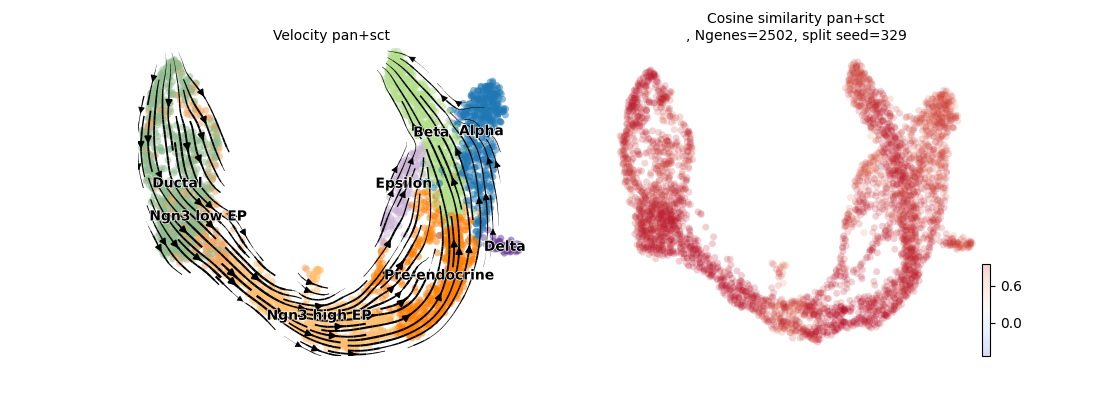 Velocity pan+sct
Beta
Alpha
Ductal
Epsilon
Ngn3 low EP
Delta
Pre-endocrine
Ngn3 high EP
Cosine similarity pan+sct
, Ngenes=2502, split seed=329
0.6
0.0